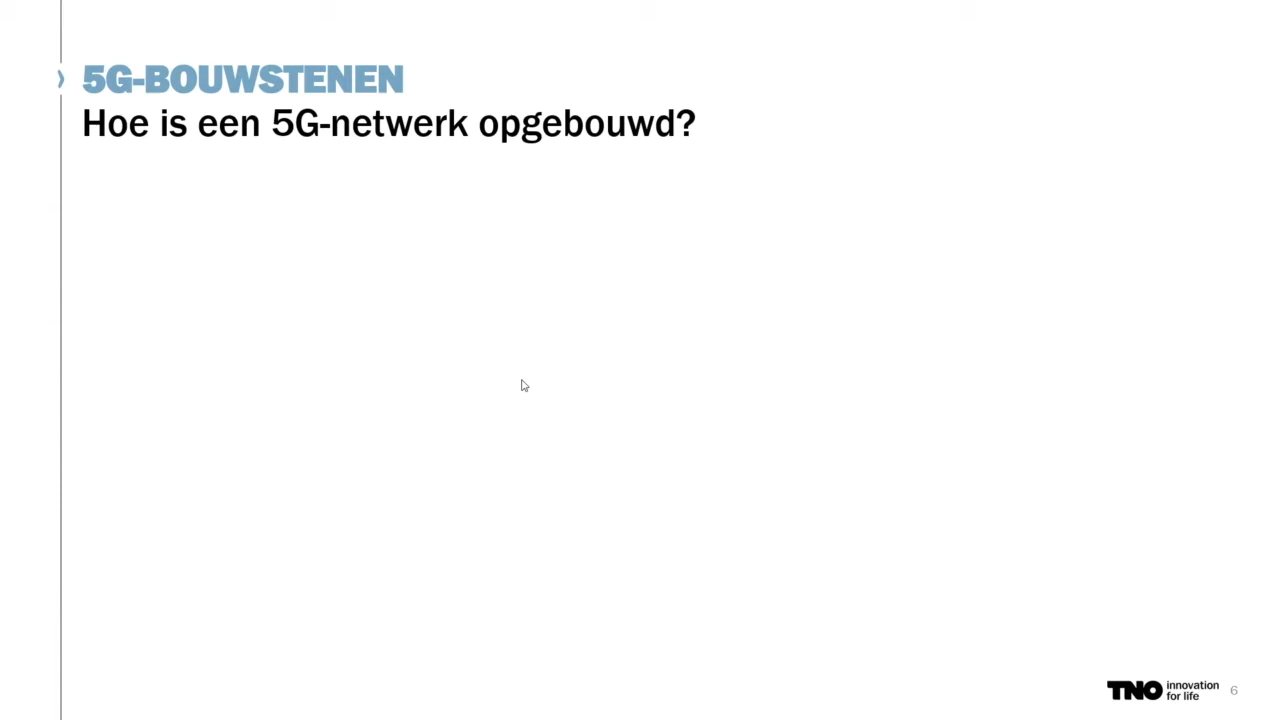 5G-BOUWSTENEN
Hoe is een 5G-netwerk opgebouwd?
TNO innovation
for life
6